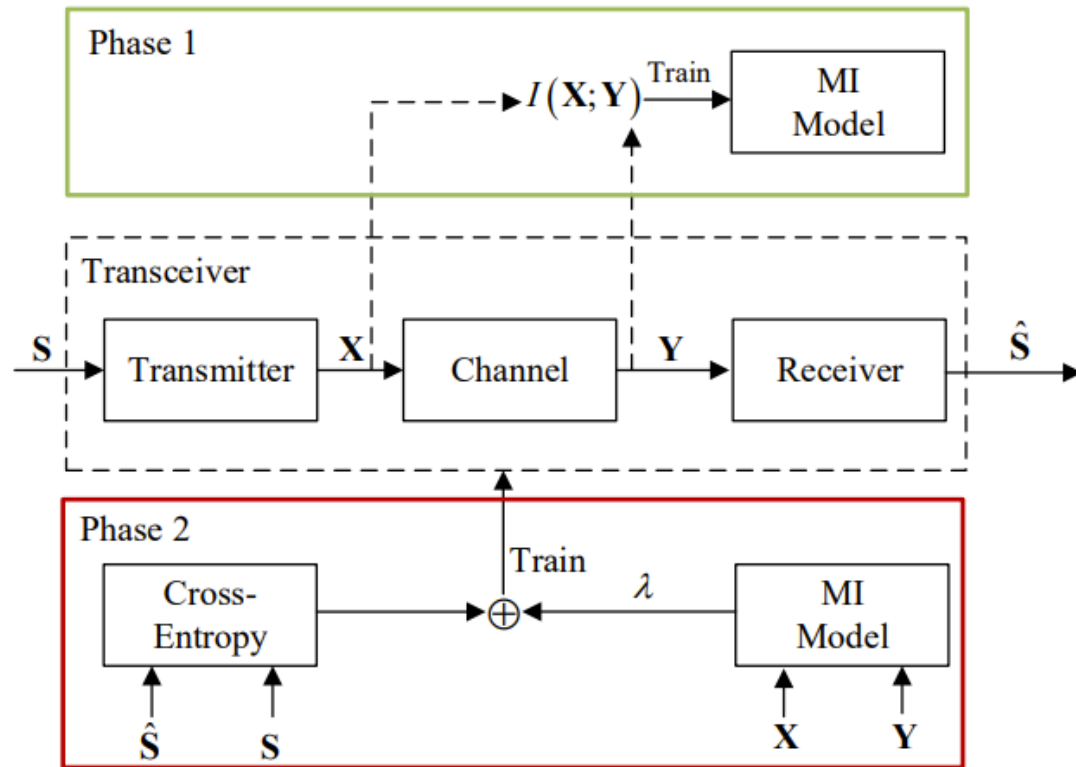 Phase 1
I(X;Y)
Train
MI
Model
Transceiver
S
Transmitter
X
Channel
Y
Receiver
Ŝ
Phase 2
Cross-
Entropy
Train
⊕
λ
MI
Model
Ŝ
S
X
Y